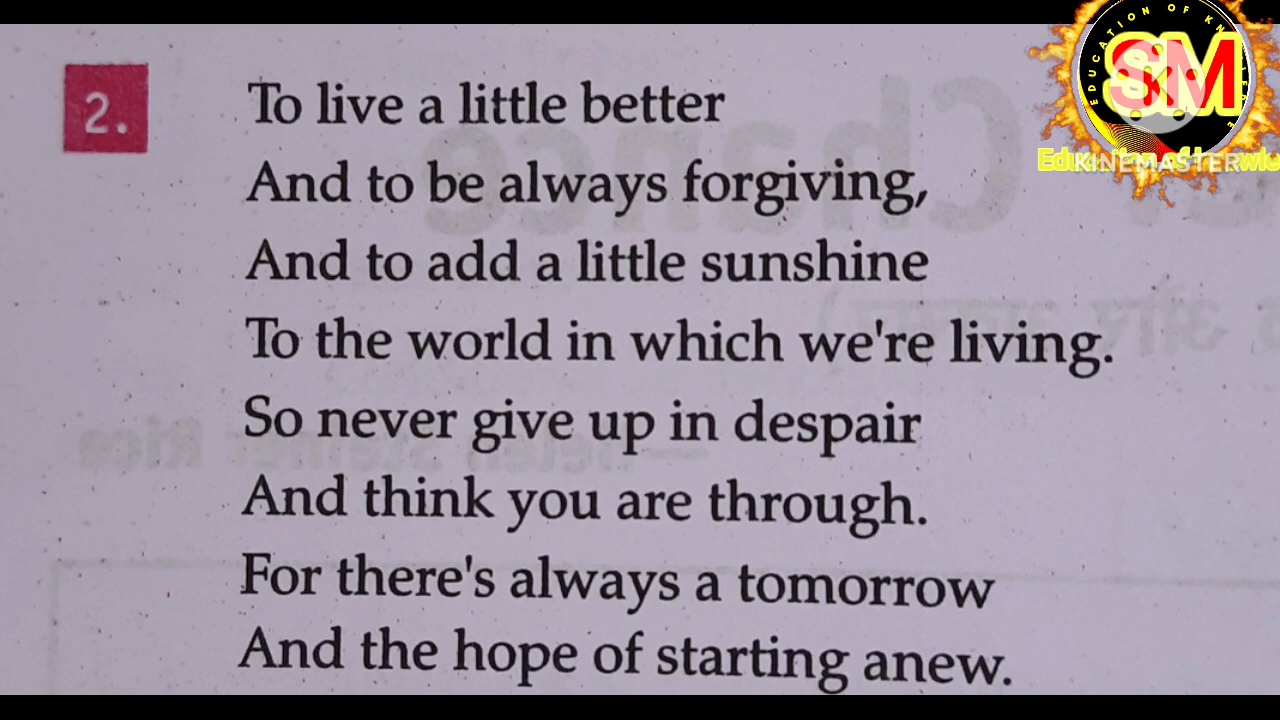 2.
To live a little better
And to be always forgiving,
And to add a little sunshine
To the world in which we're living.
So never give up in despair
And think you are through.
For there's always a tomorrow
And the hope of starting anew.
SM
KINEMASTER